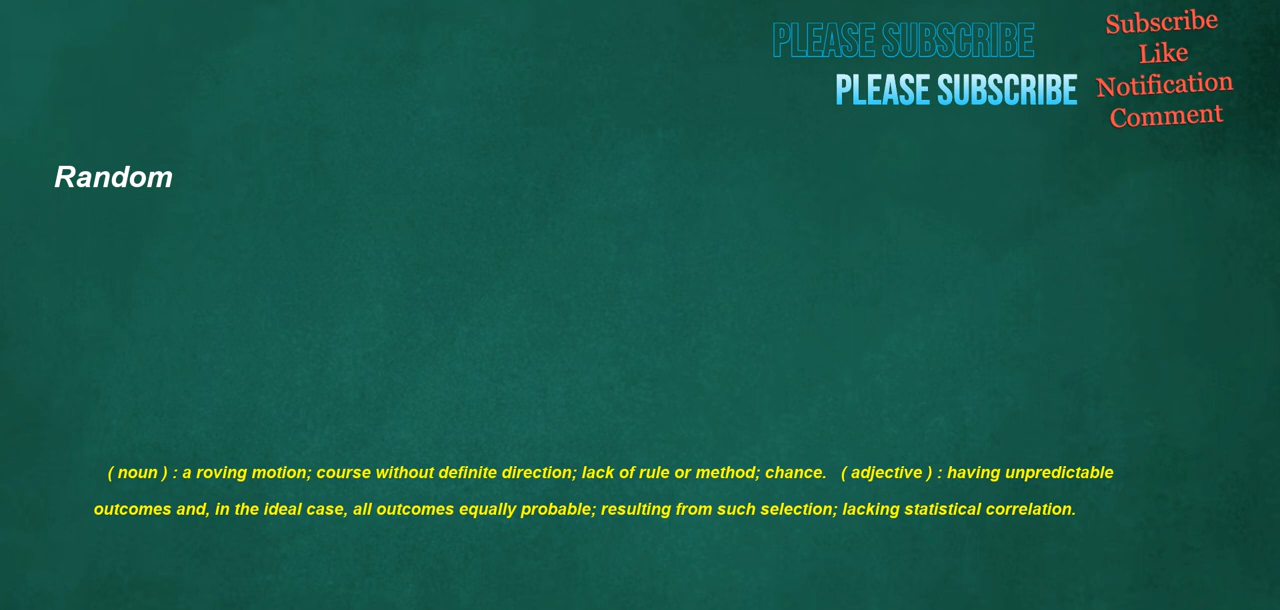 PLEASE SUBSCRIBE
PLEASE SUBSCRIBE
Subscribe
Like
Notification
Comment
Random
( noun ) : a roving motion; course without definite direction; lack of rule or method; chance.   ( adjective ) : having unpredictable
outcomes and, in the ideal case, all outcomes equally probable; resulting from such selection; lacking statistical correlation.